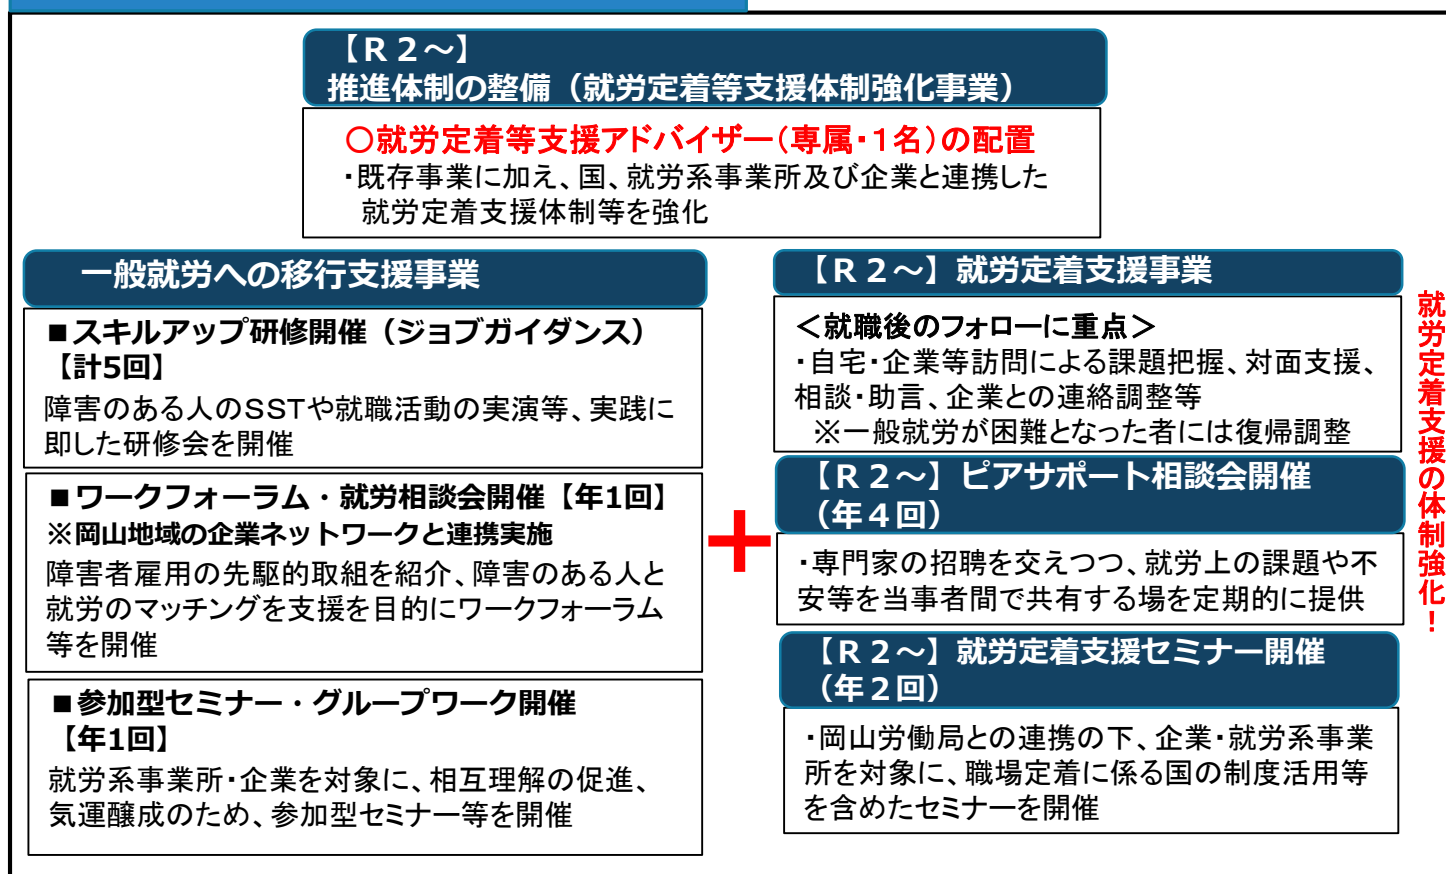 【R２～】
推進体制の整備（就労定着等支援体制強化事業）
○就労定着等支援アドバイザー（専属・１名）の配置
・既存事業に加え、国、就労系事業所及び企業と連携した
就労定着支援体制等を強化
一般就労への移行支援事業
■スキルアップ研修開催（ジョブガイダンス）
【計5回】
障害のある人のSSTや就職活動の実演等、実践に
即した研修会を開催
■ワークフォーラム・就労相談会開催【年1回】
※岡山地域の企業ネットワークと連携実施
障害者雇用の先駆的取組を紹介、障害のある人と
就労のマッチングを支援を目的にワークフォーラム
等を開催
■参加型セミナー・グループワーク開催
【年1回】
就労系事業所・企業を対象に、相互理解の促進、
気運醸成のため、参加型セミナー等を開催
＋
【R２～】就労定着支援事業
＜就職後のフォローに重点＞
・自宅・企業等訪問による課題把握、対面支援、
相談・助言、企業との連絡調整等
※一般就労が困難となった者には復帰調整
【R２～】ピアサポート相談会開催
（年４回）
・専門家の招聘を交えつつ、就労上の課題や不
安等を当事者間で共有する場を定期的に提供
【R２～】就労定着支援セミナー開催
（年２回）
・岡山労働局との連携の下、企業・就労系事業
所を対象に、職場定着に係る国の制度活用等
を含めたセミナーを開催
就労定着支援の体制強化！